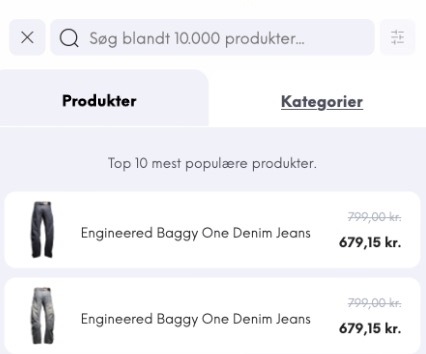 Søg blandt 10.000 produkter...
Produkter
Kategorier
Top 10 mest populære produkter.
799,00 kr.
Engineered Baggy One Denim Jeans
679,15 kr.
799,00 kr.
Engineered Baggy One Denim Jeans
679,15 kr.